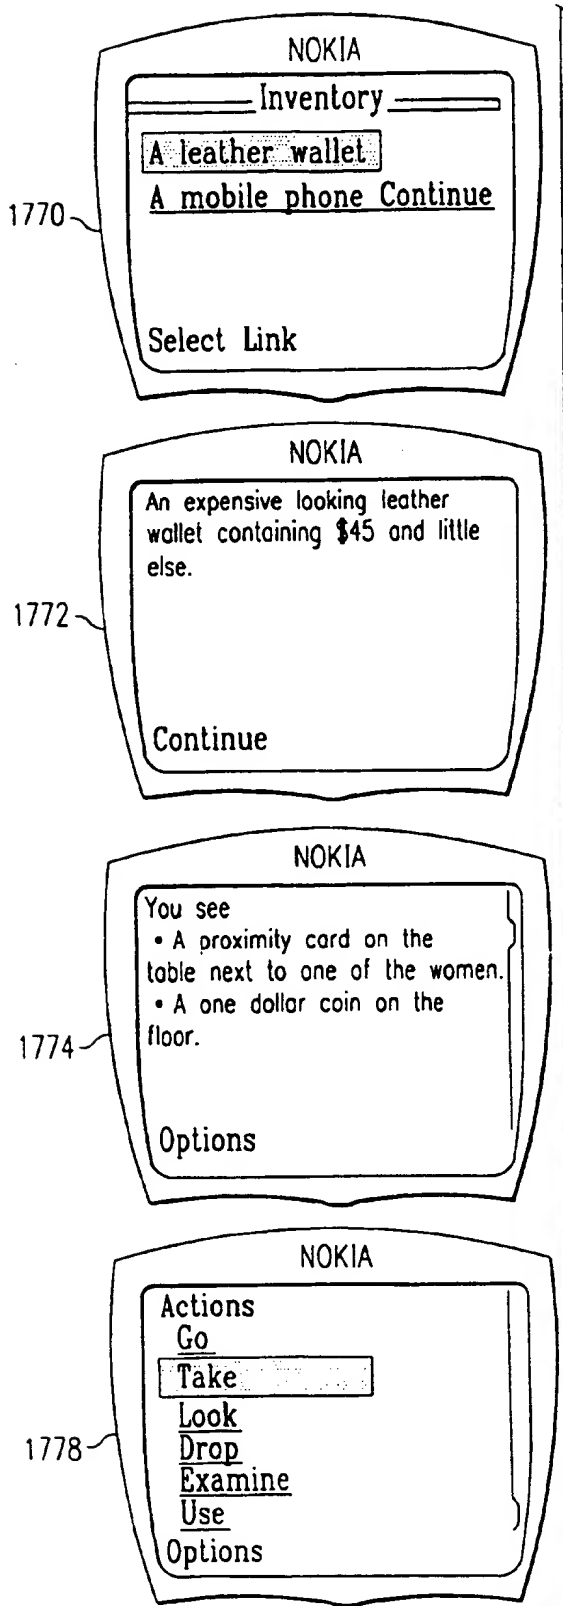 NOKIA
Inventory
A leather wallet
A mobile phone Continue
1770
Select Link
NOKIA
An expensive looking leather
wallet containing $45 and little
else.
1772
Continue
NOKIA
You see
• A proximity card on the
table next to one of the women.
• A one dollar coin on the
floor.
1774
Options
NOKIA
Actions
Go
Take
Look
Drop
1778
Examine
Use
Options